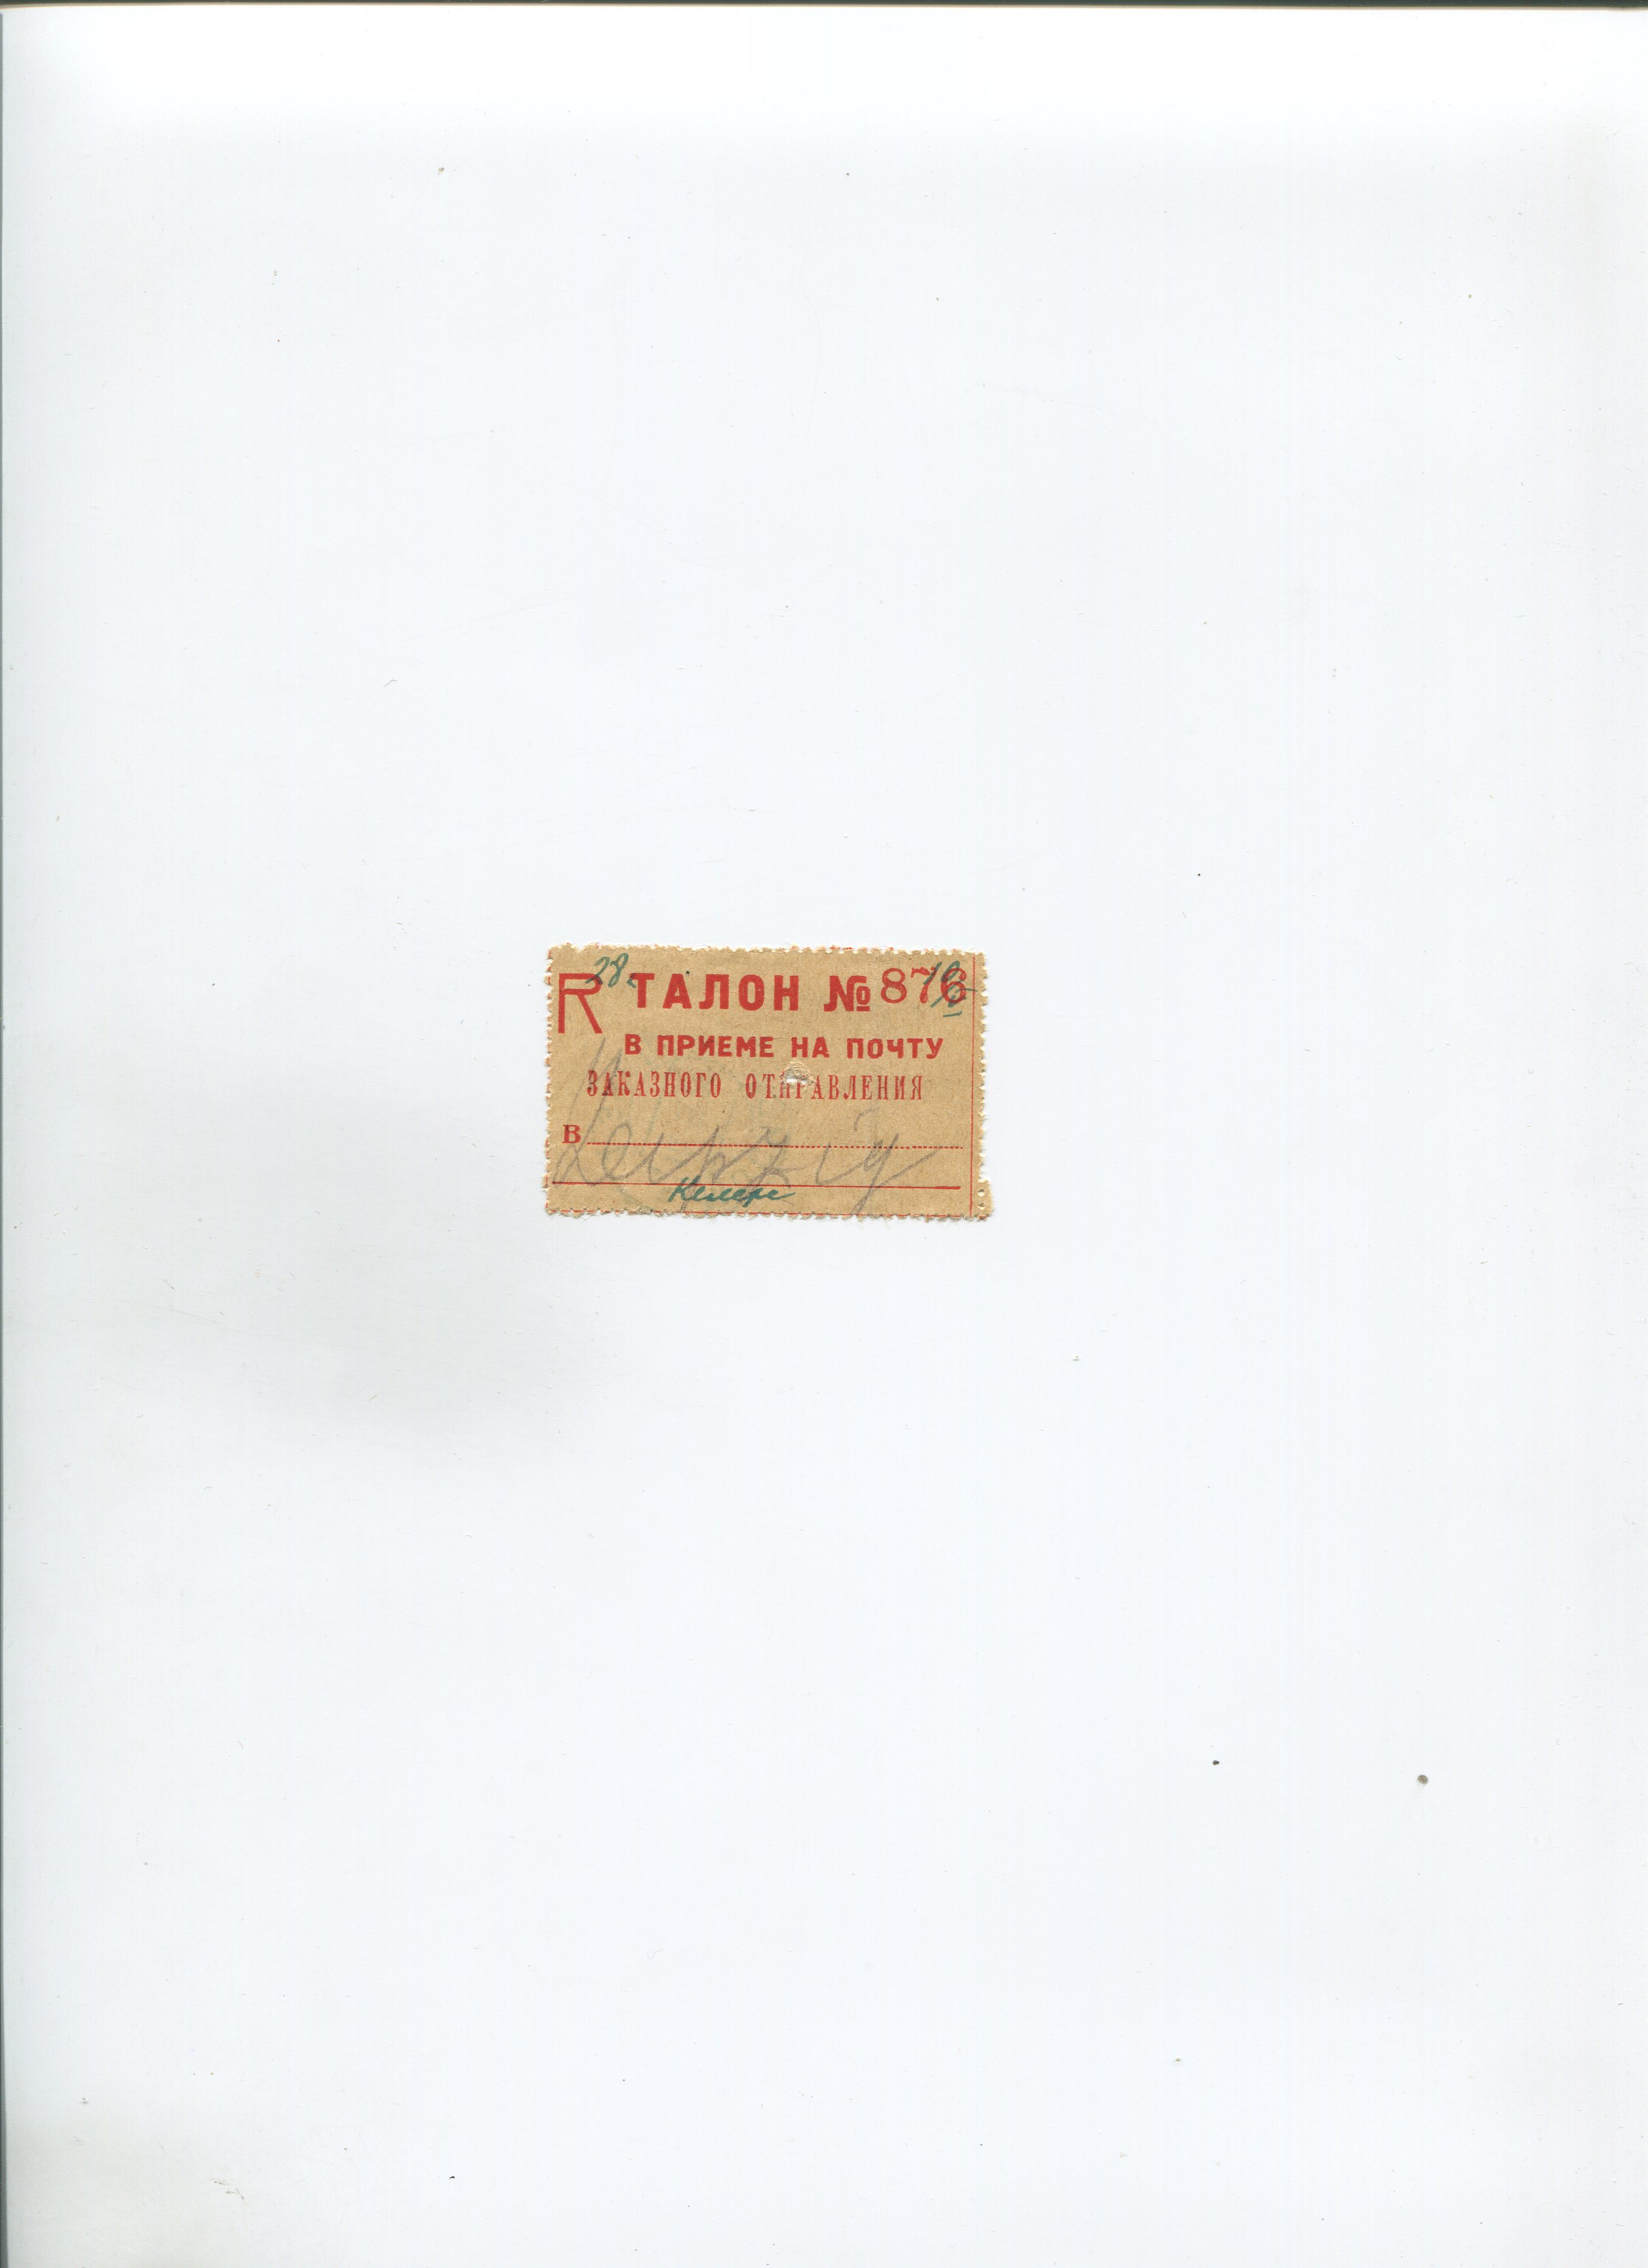 28
R ТАЛОН № 876
В ПРИЕМЕ НА ПОЧТУ
ЗАКАЗНОГО ОТПРАВЛЕНИЯ
В Leipzig